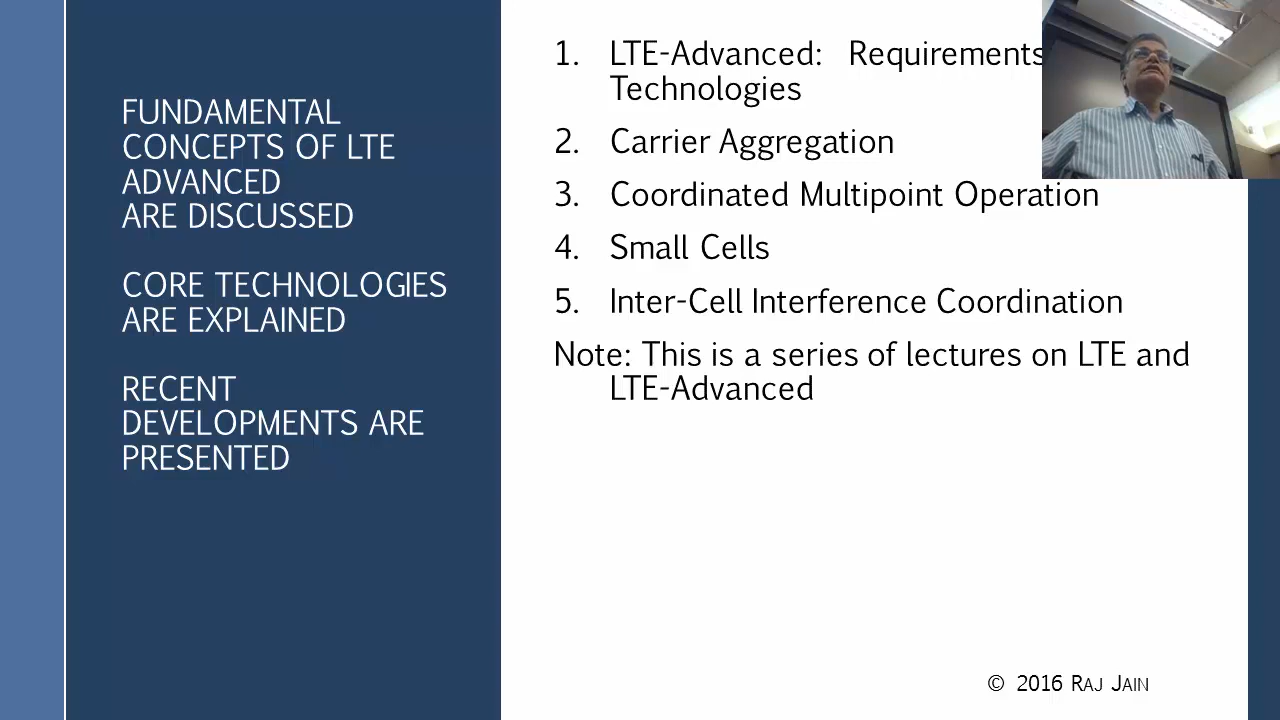 FUNDAMENTAL
CONCEPTS OF LTE
ADVANCED
ARE DISCUSSED
CORE TECHNOLOGIES
ARE EXPLAINED
RECENT
DEVELOPMENTS ARE
PRESENTED
1. LTE-Advanced: Requirements
Technologies
2. Carrier Aggregation
3. Coordinated Multipoint Operation
4. Small Cells
5. Inter-Cell Interference Coordination
Note: This is a series of lectures on LTE and
LTE-Advanced
© 2016 RAJ JAIN